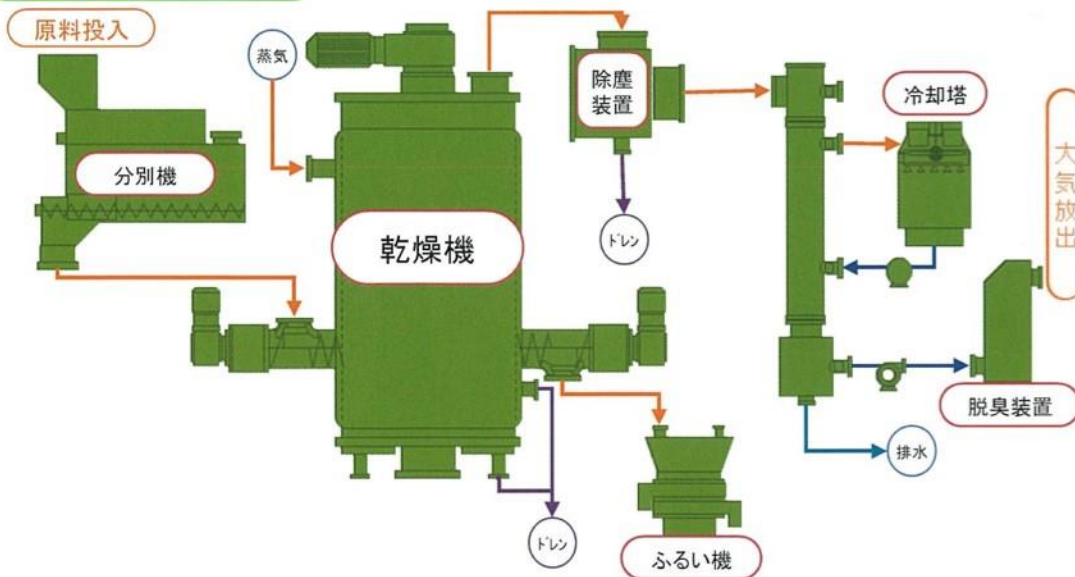 原料投入
蒸気
除塵
装置
冷却塔
大気放出
分別機
乾燥機
ドレン
脱臭装置
排水
ドレン
ふるい機